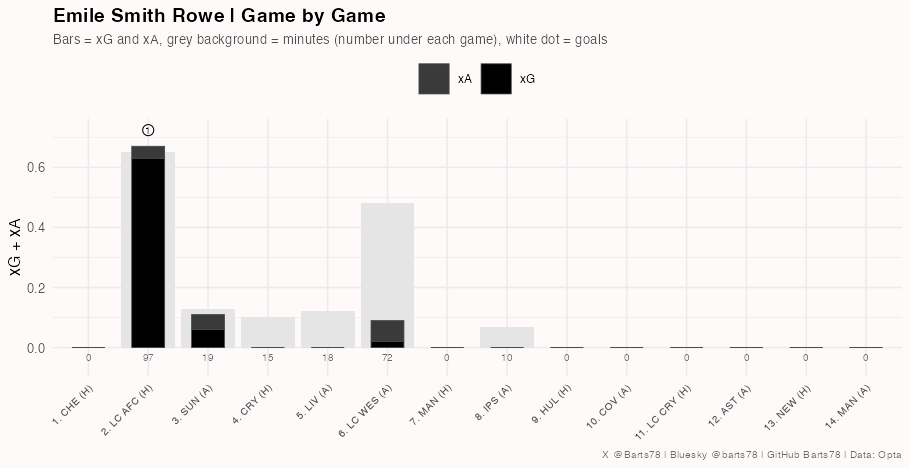 Emile Smith Rowe | Game by Game
Bars = xG and xA, grey background = minutes (number under each game), white dot = goals
xA xG
1
xG + xA
0.6
0.4
0.2
0.0
0 97 19 15 18 72 0 10 0 0 0 0 0 0
1. CHE (H)
2. LC AFC (H)
3. SUN (A)
4. CRY (H)
5. LIV (A)
6. LC WES (A)
7. MAN (H)
8. IPS (A)
9. HUL (H)
10. COV (A)
11. LC CRY (H)
12. AST (A)
13. NEW (H)
14. MAN (A)
X @Barts78 | Bluesky @barts78 | GitHub Barts78 | Data: Opta